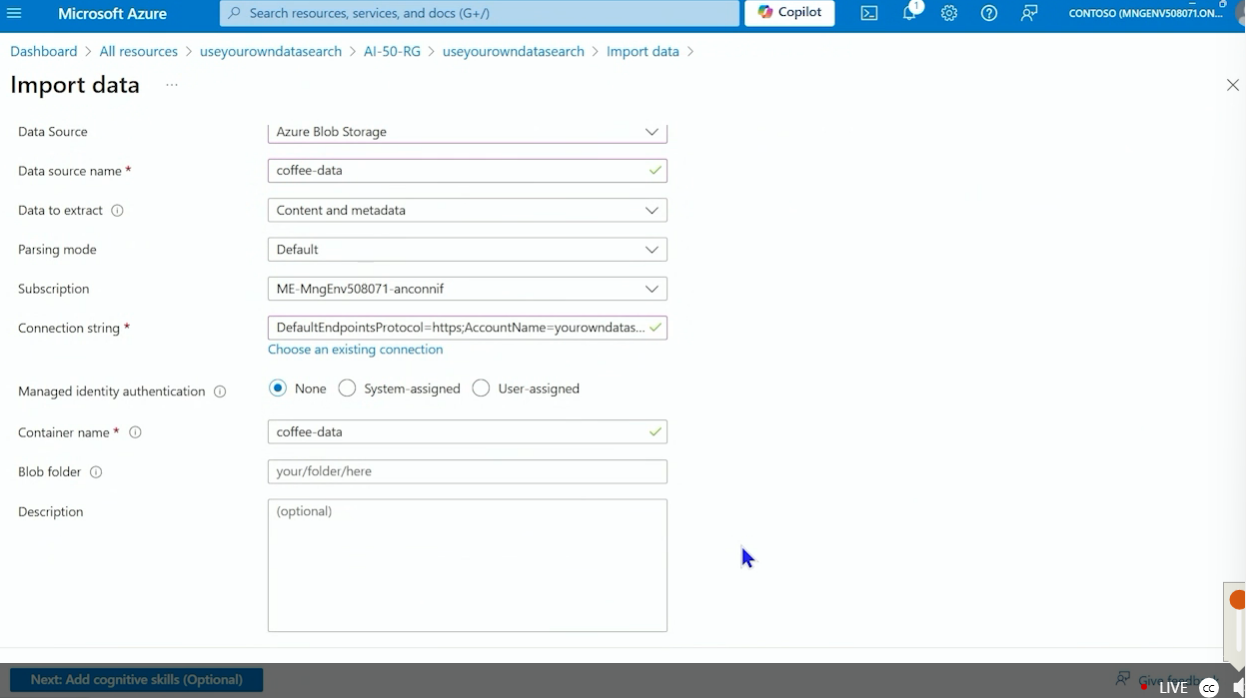 Microsoft Azure
Search resources, services, and docs (G+/)
Copilot
1
CONTOSO (MNGENV508071.ON...
Dashboard > All resources > useyourowndatasearch > AI-50-RG > useyourowndatasearch > Import data >
Import data ...
Data Source
Azure Blob Storage
Data source name *
coffee-data
Data to extract
Content and metadata
Parsing mode
Default
Subscription
ME-MngEnv508071-anconnif
Connection string *
DefaultEndpointsProtocol=https;AccountName=yourowndatas...
Choose an existing connection
Managed identity authentication
None System-assigned User-assigned
Container name *
coffee-data
Blob folder
your/folder/here
Description
(optional)
Next: Add cognitive skills (Optional)
Give feedback
LIVE CC